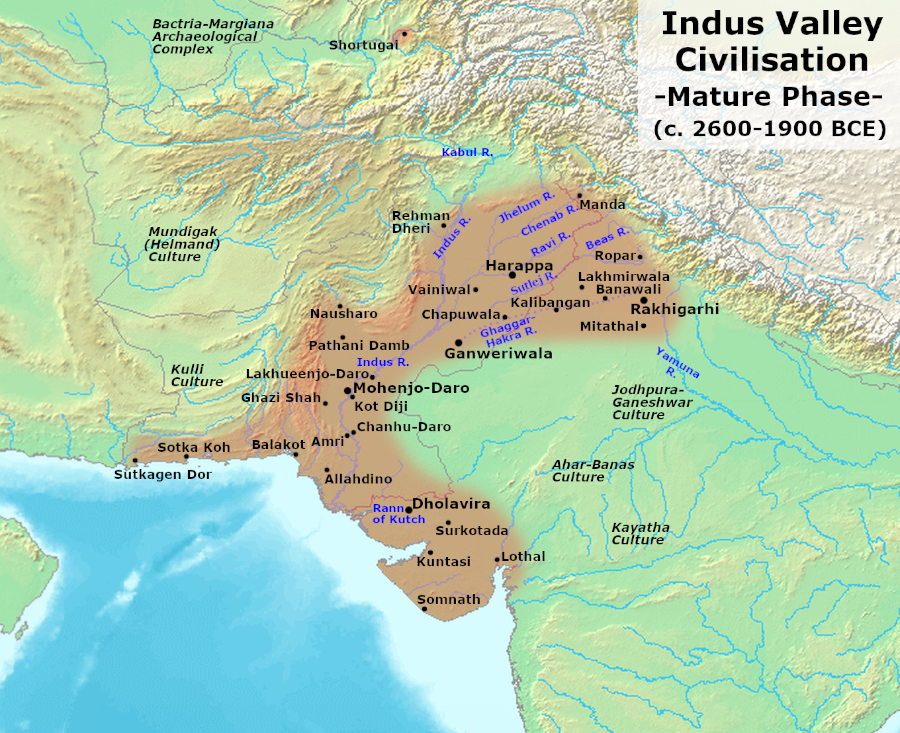 Indus Valley
Civilisation
-Mature Phase-
(c. 2600-1900 BCE)
Bactria-Margiana
Archaeological
Complex
Shortugai
Kabul R.
Mundigak
(Helmand)
Culture
Rehman
Dheri
Indus R.
Jhelum R.
Chenab R.
Ravi R.
Beas R.
Sutlej R.
Manda
Ropar
Harappa
Lakhmirwala
Banawali
Vainiwal
Kalibangan
Rakhigarhi
Chapuwala
Ghaggar-
Hakra R.
Mitathal
Ganweriwala
Nausharo
Pathani Damb
Indus R.
Yamuna
R.
Kulli
Culture
Lakhueenjo-Daro
Mohenjo-Daro
Ghazi Shah
Kot Diji
Jodhpura-
Ganeshwar
Culture
Chanhu-Daro
Amri
Sotka Koh
Balakot
Sutkagen Dor
Allahdino
Ahar-Banas
Culture
Rann
of Kutch
Dholavira
Surkotada
Kayatha
Culture
Kuntasi
Lothal
Somnath